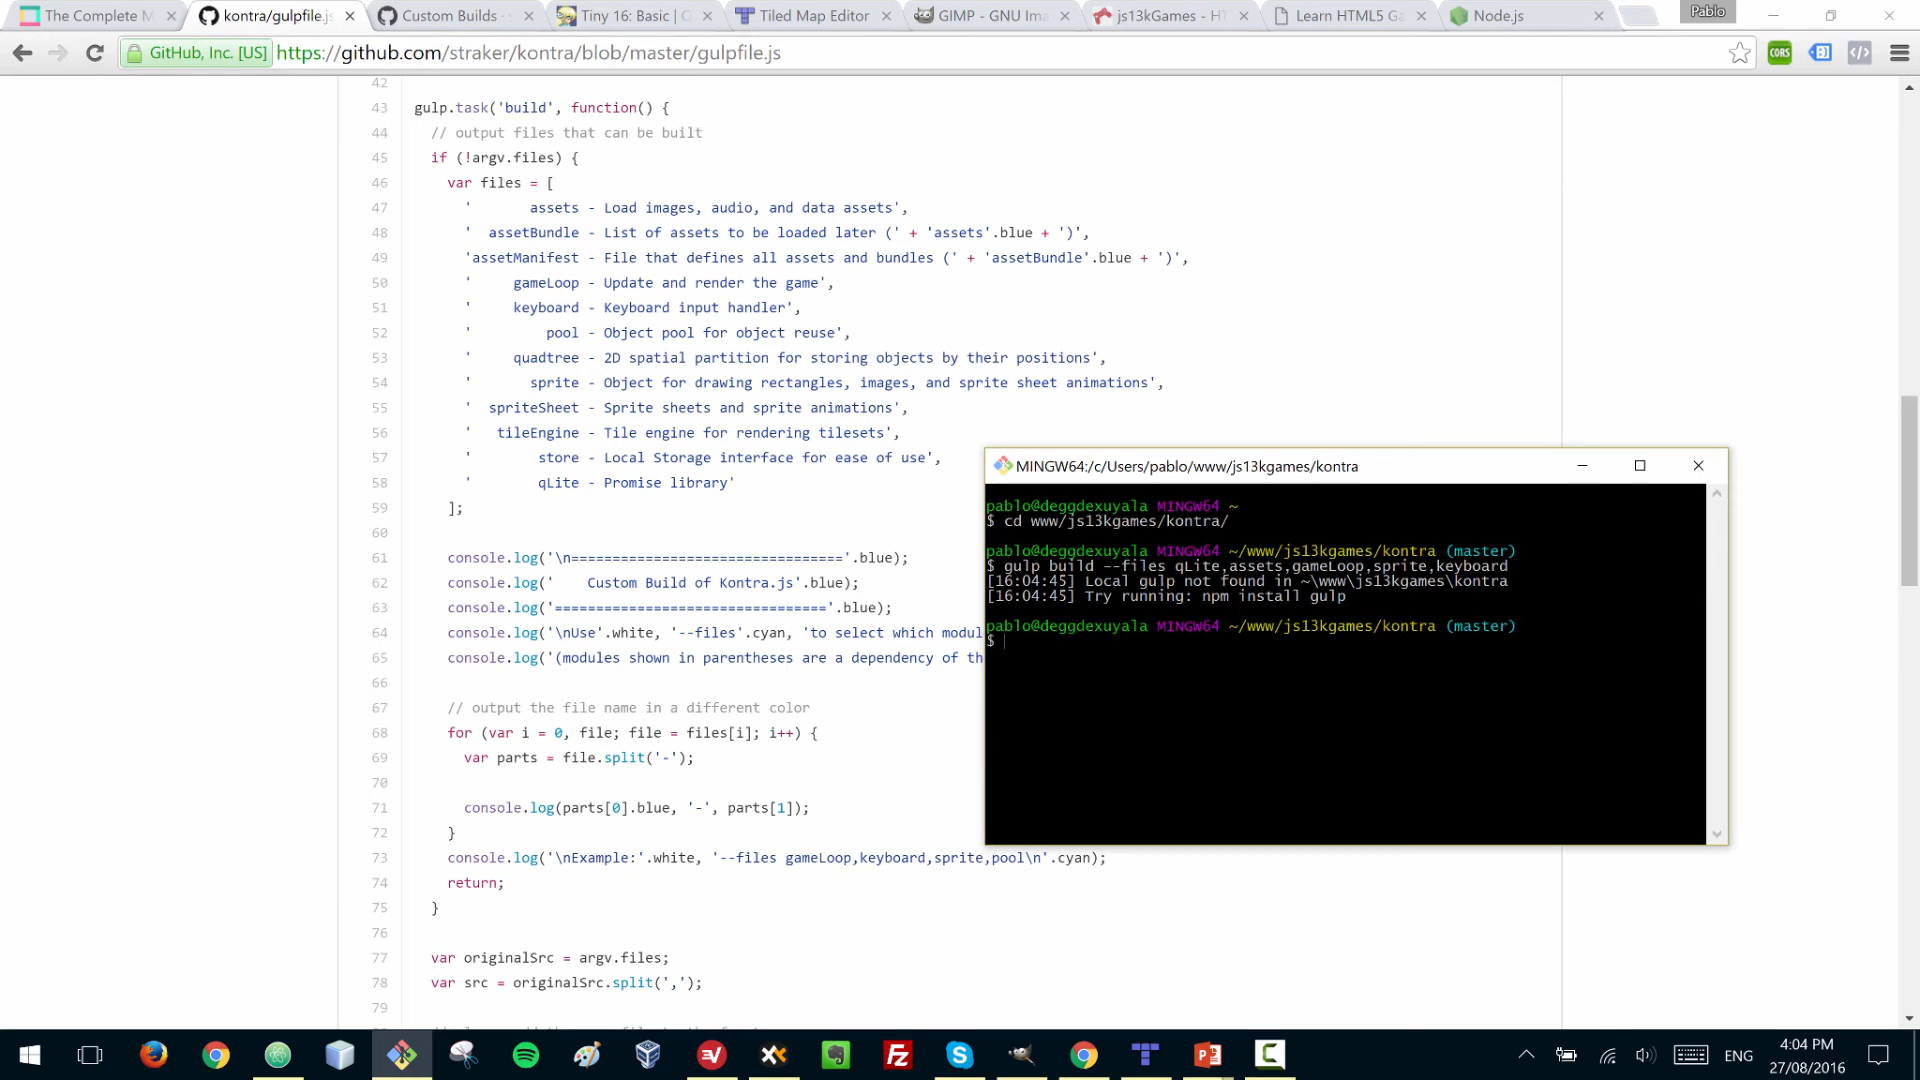 The Complete M
kontra/gulpfile.js
Custom Builds - s
Tiny 16: Basic | O
Tiled Map Editor
GIMP - GNU Ima
js13kGames - HT
Learn HTML5 Ga
Node.js
Pablo
GitHub, Inc. [US]
https://github.com/straker/kontra/blob/master/gulpfile.js
CORS
42
43 gulp.task('build', function() {
44 // output files that can be built
45 if (!argv.files) {
46 var files = [
47 ' assets - Load images, audio, and data assets',
48 ' assetBundle - List of assets to be loaded later (' + 'assets'.blue + ')',
49 'assetManifest - File that defines all assets and bundles (' + 'assetBundle'.blue + ')',
50 ' gameLoop - Update and render the game',
51 ' keyboard - Keyboard input handler',
52 ' pool - Object pool for object reuse',
53 ' quadtree - 2D spatial partition for storing objects by their positions',
54 ' sprite - Object for drawing rectangles, images, and sprite sheet animations',
55 ' spriteSheet - Sprite sheets and sprite animations',
56 ' tileEngine - Tile engine for rendering tilesets',
57 ' store - Local Storage interface for ease of use',
58 ' qLite - Promise library'
59 ];
60
61 console.log('\n================================='.blue);
62 console.log('    Custom Build of Kontra.js'.blue);
63 console.log('================================='.blue);
64 console.log('\nUse'.white, '--files'.cyan, 'to select which modul
65 console.log('(modules shown in parentheses are a dependency of th
66
67 // output the file name in a different color
68 for (var i = 0, file; file = files[i]; i++) {
69 var parts = file.split('-');
70
71 console.log(parts[0].blue, '-', parts[1]);
72 }
73 console.log('\nExample:'.white, '--files gameLoop,keyboard,sprite,pool\n'.cyan);
74 return;
75 }
76
77 var originalSrc = argv.files;
78 var src = originalSrc.split(',');
79
MINGW64:/c/Users/pablo/www/js13kgames/kontra
pablo@deggdexuyala MINGW64 ~
$ cd www/js13kgames/kontra/
pablo@deggdexuyala MINGW64 ~/www/js13kgames/kontra (master)
$ gulp build --files qLite,assets,gameLoop,sprite,keyboard
[16:04:45] Local gulp not found in ~\www\js13kgames\kontra
[16:04:45] Try running: npm install gulp
pablo@deggdexuyala MINGW64 ~/www/js13kgames/kontra (master)
$
ENG
4:04 PM
27/08/2016